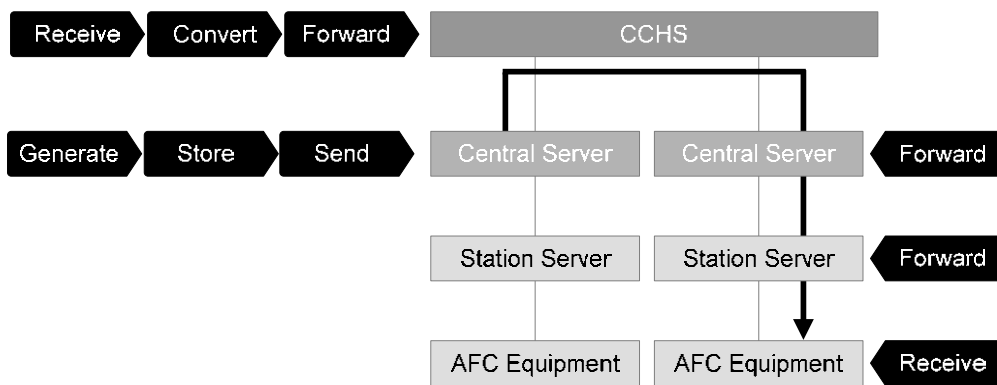 Receive Convert Forward CCHS
Generate Store Send Central Server Central Server Forward
Station Server Station Server Forward
AFC Equipment AFC Equipment Receive